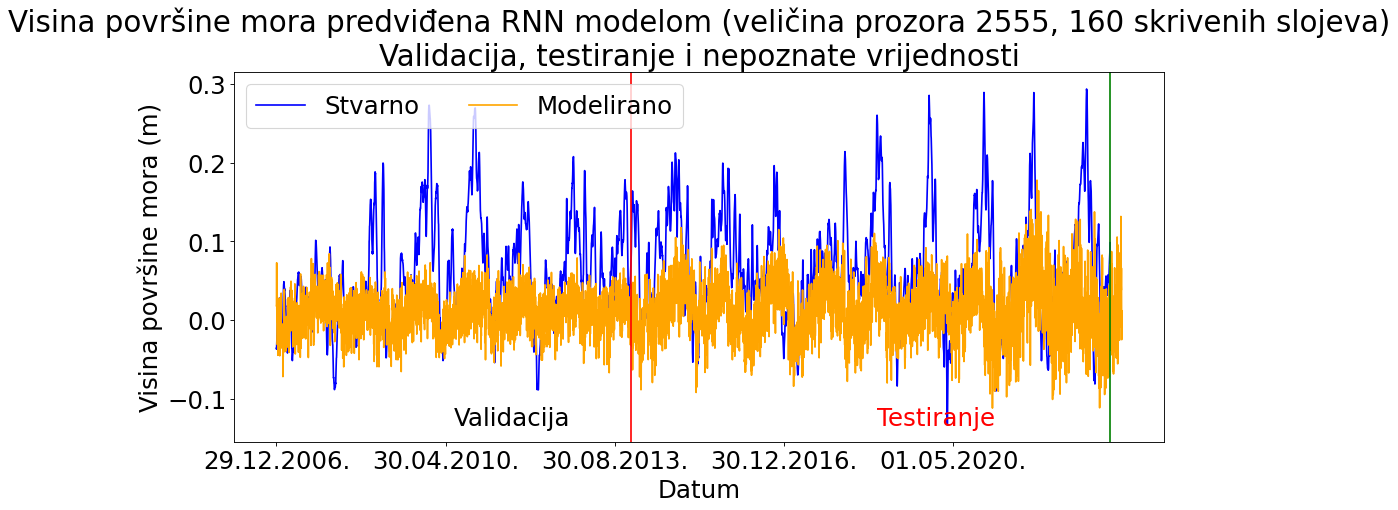 Visina površine mora predviđena RNN modelom (veličina prozora 2555, 160 skrivenih slojeva)
Validacija, testiranje i nepoznate vrijednosti
Stvarno Modelirano
Visina površine mora (m)
0.3
0.2
0.1
0.0
−0.1
Validacija Testiranje
29.12.2006. 30.04.2010. 30.08.2013. 30.12.2016. 01.05.2020.
Datum